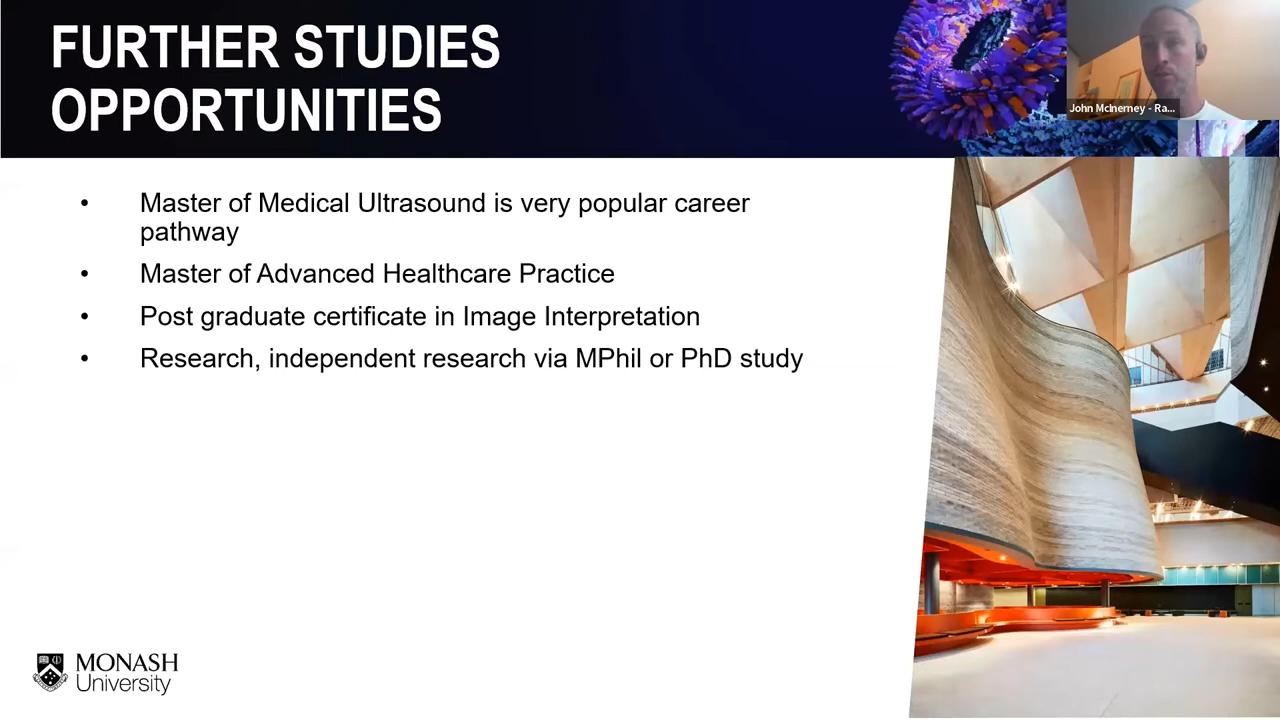 FURTHER STUDIES
OPPORTUNITIES
John McInerney - Ra...
• Master of Medical Ultrasound is very popular career
pathway
• Master of Advanced Healthcare Practice
• Post graduate certificate in Image Interpretation
• Research, independent research via MPhil or PhD study
MONASH
University